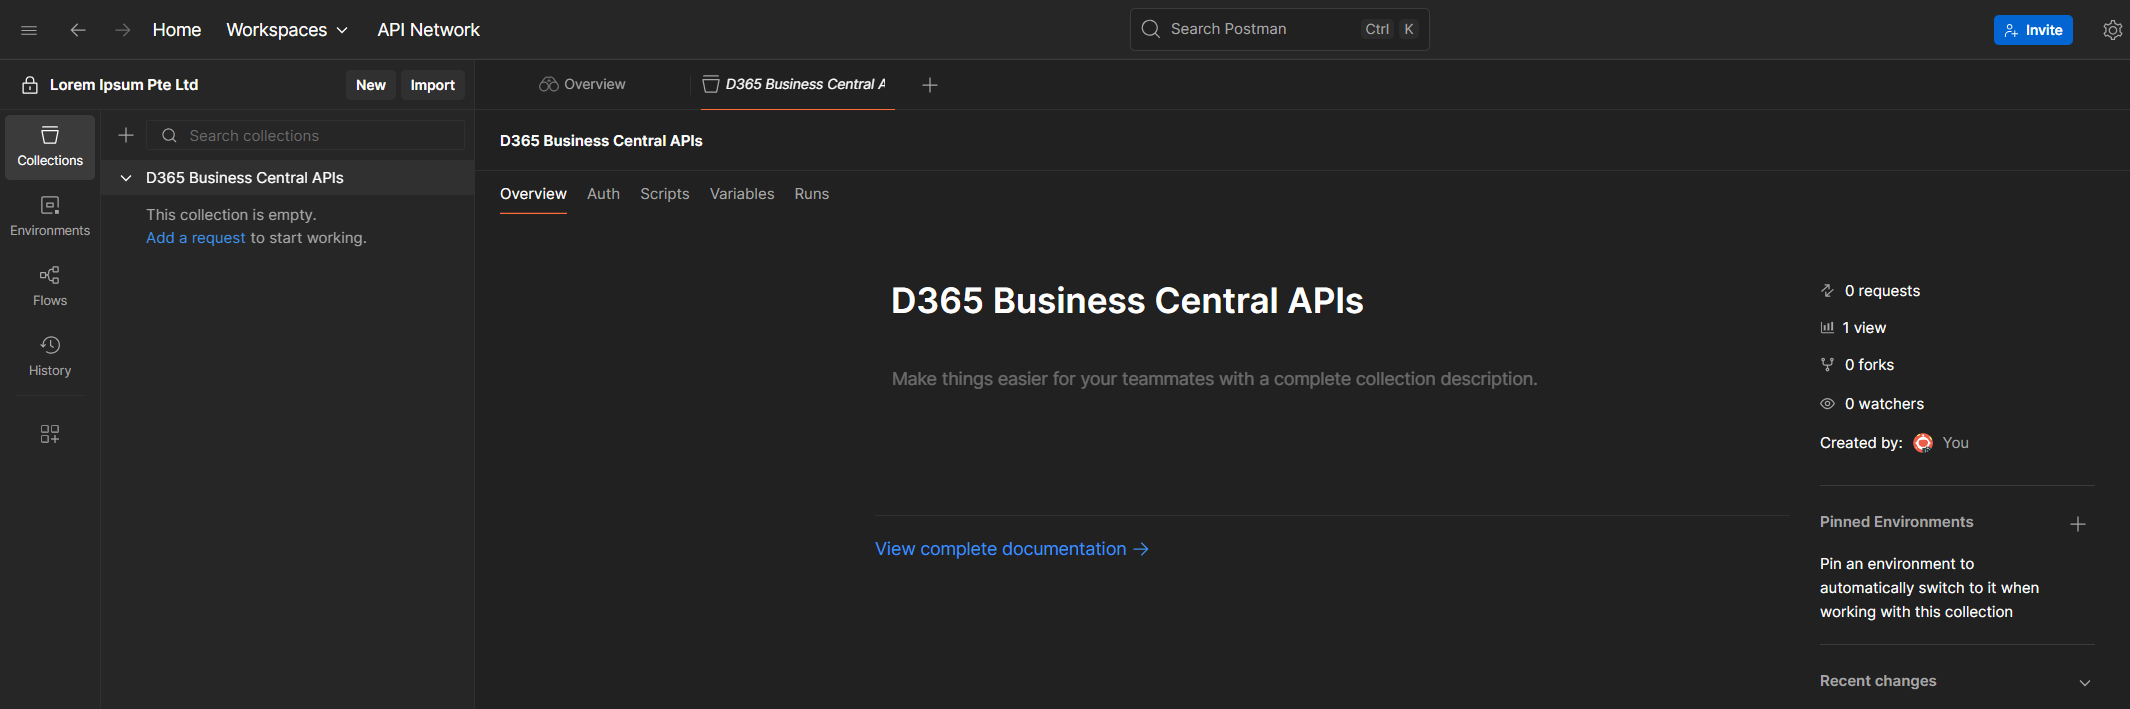 Home Workspaces API Network Search Postman Ctrl K Invite
Lorem Ipsum Pte Ltd New Import
Overview D365 Business Central A
Collections
Environments
Flows
History
Search collections
D365 Business Central APIs
This collection is empty.
Add a request to start working.
D365 Business Central APIs
Overview Auth Scripts Variables Runs
D365 Business Central APIs
Make things easier for your teammates with a complete collection description.
View complete documentation →
0 requests
1 view
0 forks
0 watchers
Created by: You
Pinned Environments
Pin an environment to
automatically switch to it when
working with this collection
Recent changes